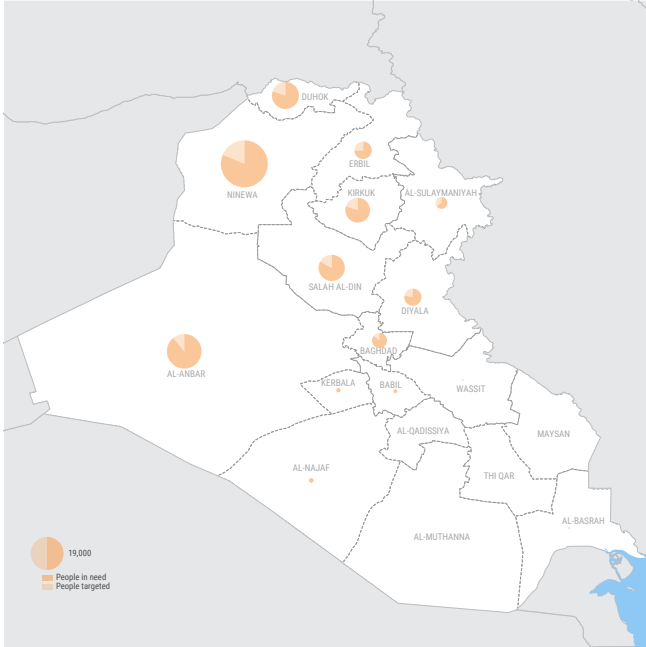 DUHOK
ERBIL
NINEWA
KIRKUK
AL-SULAYMANIYAH
SALAH AL-DIN
DIYALA
BAGHDAD
AL-ANBAR
KERBALA
BABIL
WASSIT
AL-QADISSIYA
MAYSAN
AL-NAJAF
THI QAR
AL-BASRAH
AL-MUTHANNA
19,000
People in need
People targeted